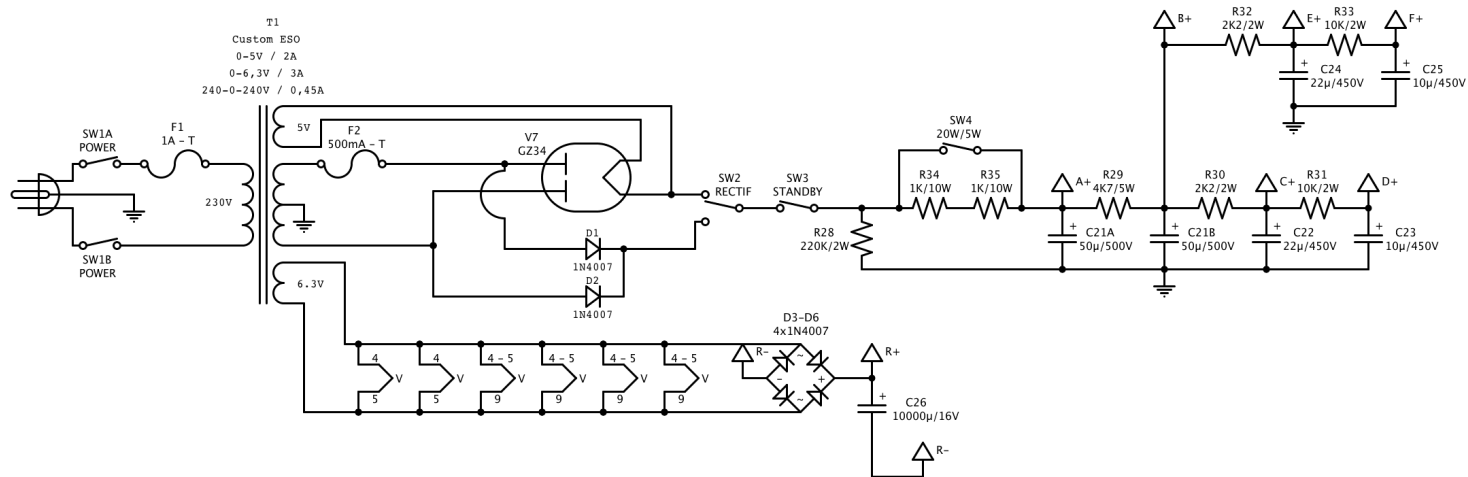 T1
Custom ESO
0-5V / 2A
0-6,3V / 3A
240-0-240V / 0,45A
SW1A
POWER
F1
1A - T
230V
SW1B
POWER
5V
F2
500mA - T
V7
GZ34
6.3V
D1
1N4007
D2
1N4007
SW2
RECTIF
SW3
STANDBY
R28
220K/2W
SW4
20W/5W
R34
1K/10W
R35
1K/10W
A+
R29
4K7/5W
C21A
50µ/500V
B+
C21B
50µ/500V
R30
2K2/2W
C+
R31
10K/2W
D+
C22
22µ/450V
C23
10µ/450V
R32
2K2/2W
E+
R33
10K/2W
F+
+
C24
22µ/450V
+
C25
10µ/450V
+
+
+
+
4
V
5
4
V
5
4 - 5
V
9
4 - 5
V
9
4 - 5
V
9
4 - 5
V
9
D3-D6
4x1N4007
R-
~
-
+
~
R+
+
C26
10000µ/16V
R-